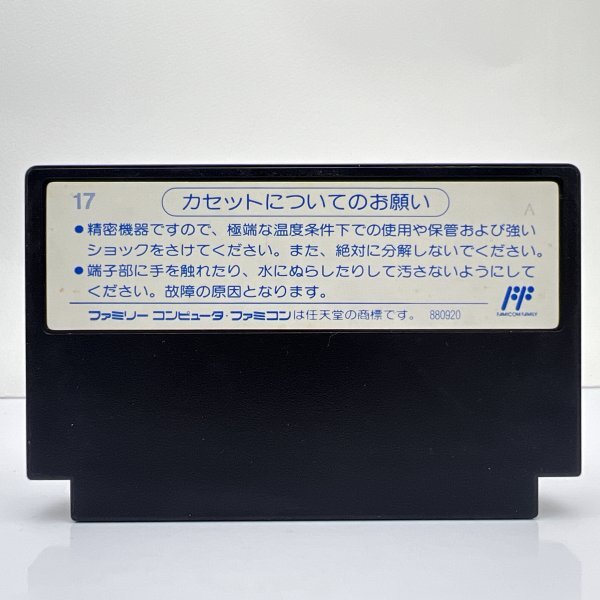 17
カセットについてのお願い
A
●精密機器ですので、極端な温度条件下での使用や保管および強い
ショックをさけてください。また、絶対に分解しないでください。
●端子部に手を触れたり、水にぬらしたりして汚さないようにして
ください。故障の原因となります。
ファミリーコンピュータ・ファミコンは任天堂の商標です。 880920
FAMICOM FAMILY